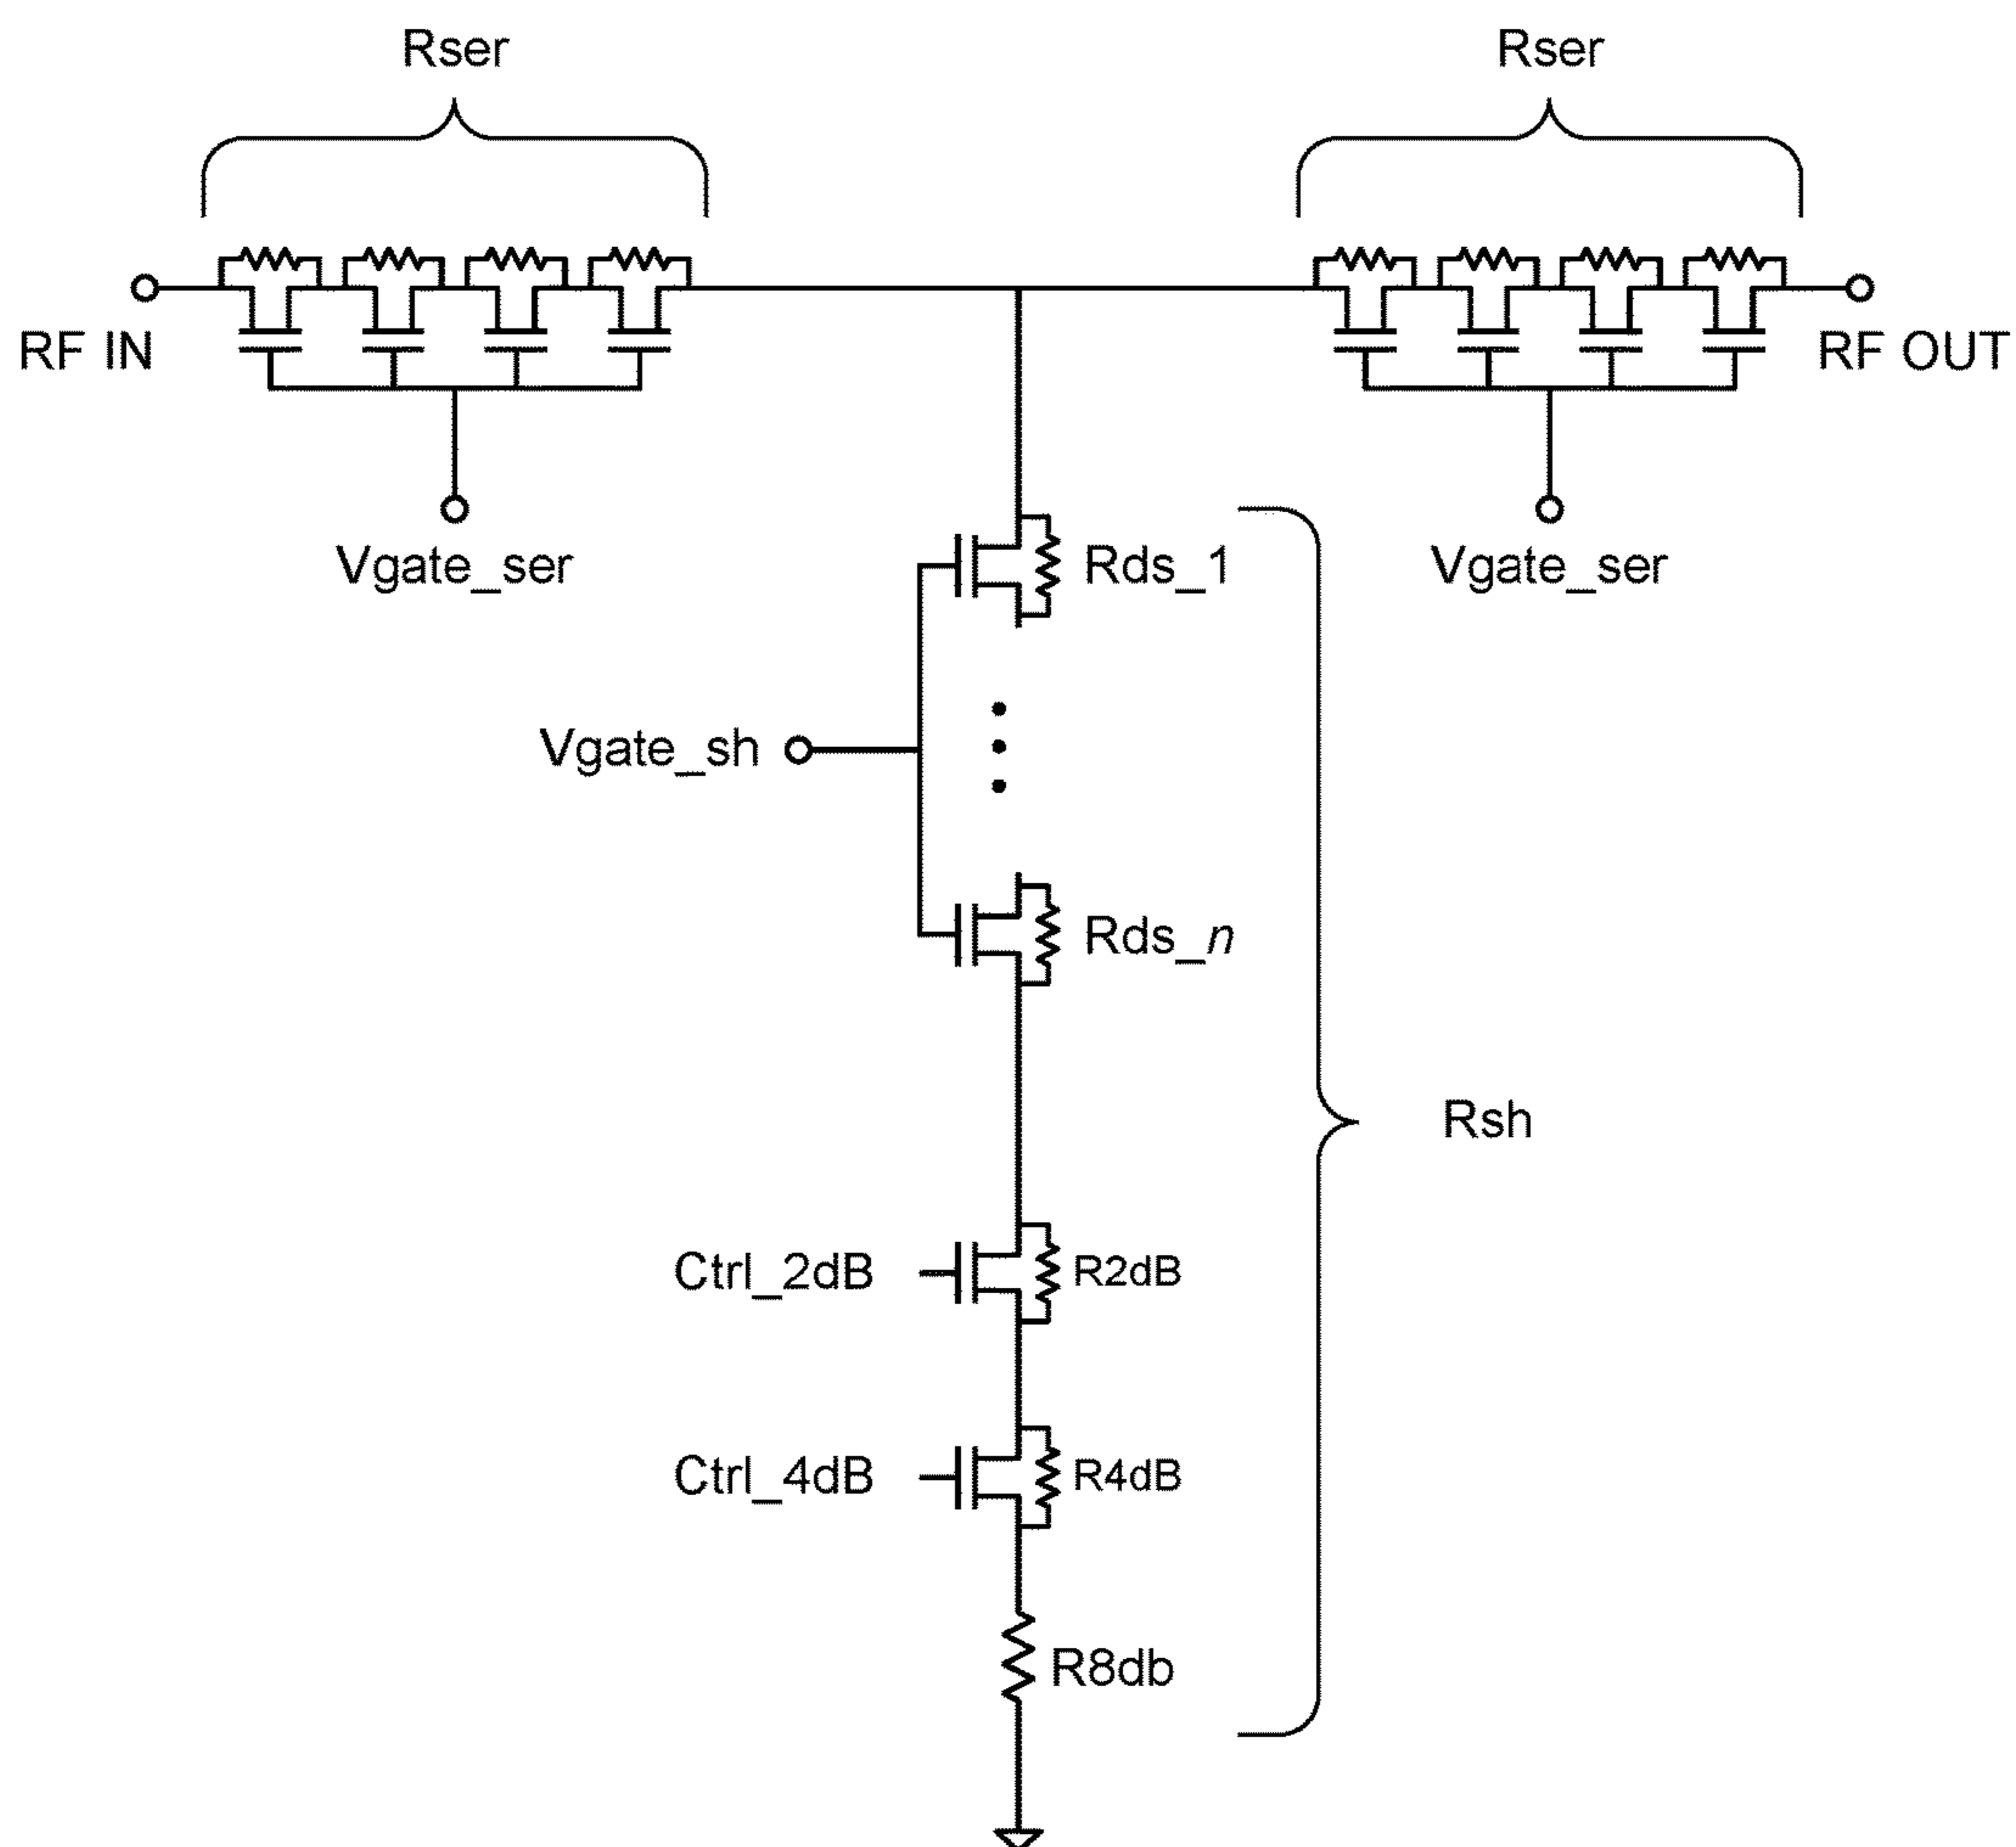 Rser
Rser
RF IN
RF OUT
Vgate_ser
Vgate_ser
Rds_1
Vgate_sh
Rds_n
Rsh
Ctrl_2dB
R2dB
Ctrl_4dB
R4dB
R8db